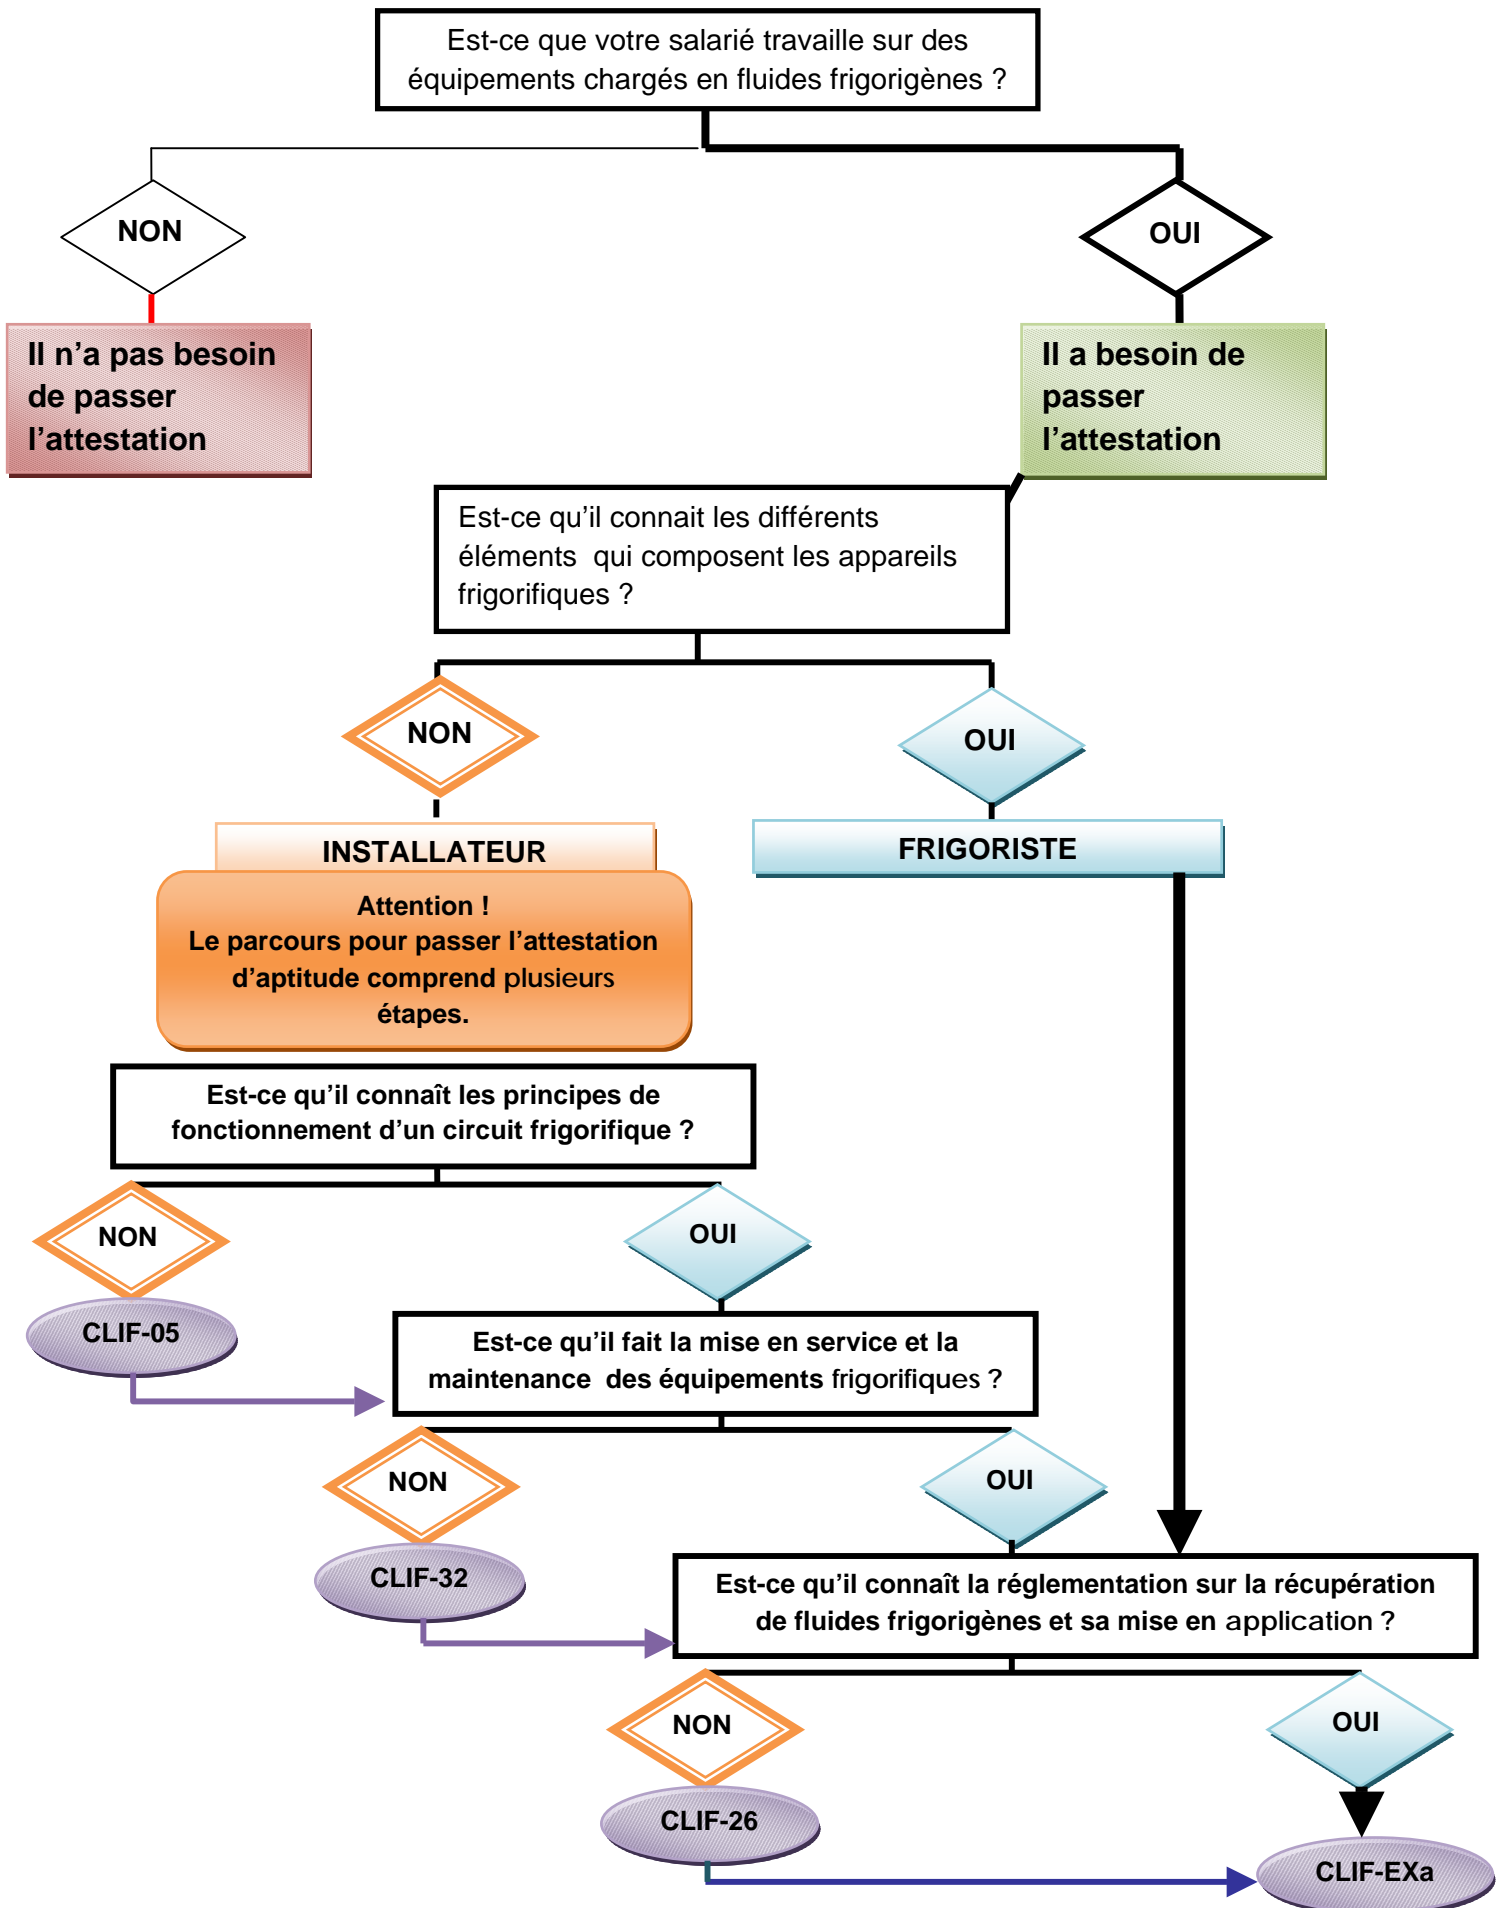 Est-ce que votre salarié travaille sur des
équipements chargés en fluides frigorigènes ?
NON
OUI
Il n’a pas besoin
de passer
l’attestation
Il a besoin de
passer
l’attestation
Est-ce qu’il connait les différents
éléments qui composent les appareils
frigorifiques ?
NON
OUI
INSTALLATEUR
FRIGORISTE
Attention !
Le parcours pour passer l’attestation
d’aptitude comprend plusieurs
étapes.
Est-ce qu’il connaît les principes de
fonctionnement d’un circuit frigorifique ?
NON
OUI
CLIF-05
Est-ce qu’il fait la mise en service et la
maintenance des équipements frigorifiques ?
NON
OUI
CLIF-32
Est-ce qu’il connaît la réglementation sur la récupération
de fluides frigorigènes et sa mise en application ?
NON
OUI
CLIF-26
CLIF-EXa